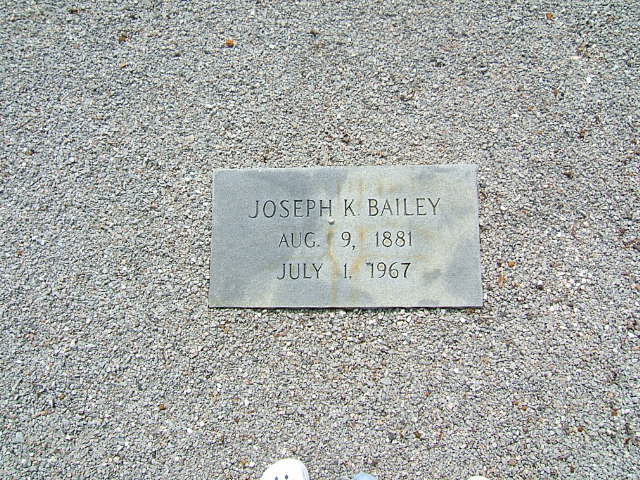 JOSEPH K. BAILEY
AUG. 9, 1881
JULY 1, 1967